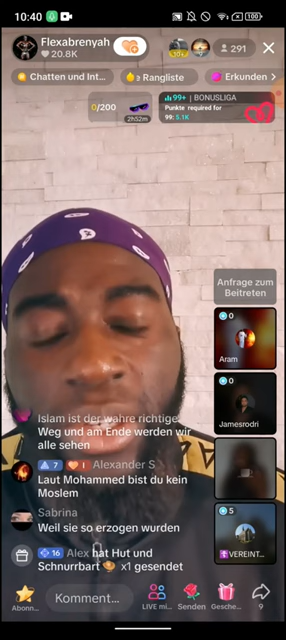 10:40
100
Flexabrenyah
20.8K
291
Chatten und Int...
e Rangliste
Erkunden >
0/200
2h52m
99+ | BONUSLIGA
Punkte required for
99: 5.1K
Anfrage zum
Beitreten
0
Aram
0
Jamesrodri
5
VEREINT...
Islam ist der wahre richtige
Weg und am Ende werden wir
alle sehen
7 1 Alexander S
Laut Mohammed bist du kein
Moslem
Sabrina
Weil sie so erzogen wurden
16 Alex hat Hut und
Schnurrbart x1 gesendet
Abonn...
Komment...
LIVE mi...
Senden
Gesche...
9